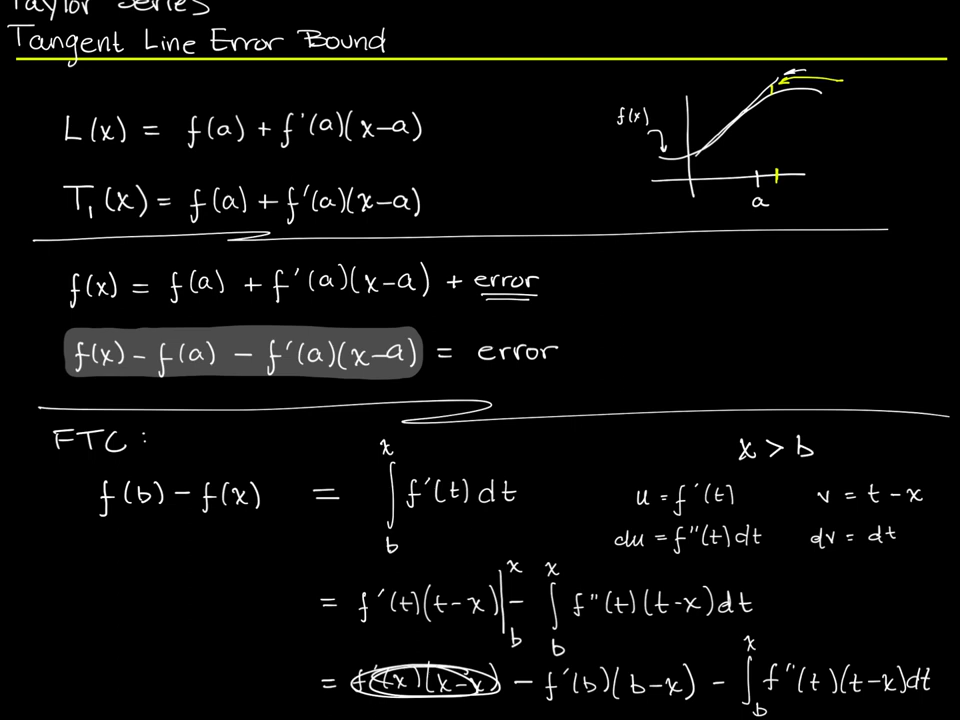 Taylor Series
Tangent Line Error Bound
L(x) = f(a) + f'(a)(x-a)
f(x)
a
T₁(x) = f(a) + f'(a)(x-a)
f(x) = f(a) + f'(a)(x-a) + error
f(x) - f(a) - f'(a)(x-a) = error
FTC:
x > b
f(b) - f(x) = ∫_b^x f'(t) dt
u = f'(t) v = t - x
du = f''(t) dt dv = dt
= f'(t)(t-x)|_b^x - ∫_b^x f''(t)(t-x)dt
= f'(x)(x-x) - f'(b)(b-x) - ∫_b^x f''(t)(t-x)dt